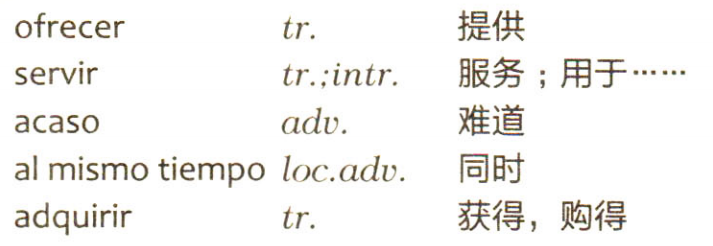 ofrecer tr. 提供
servir tr.;intr. 服务；用于……
acaso adv. 难道
al mismo tiempo loc.adv. 同时
adquirir tr. 获得，购得